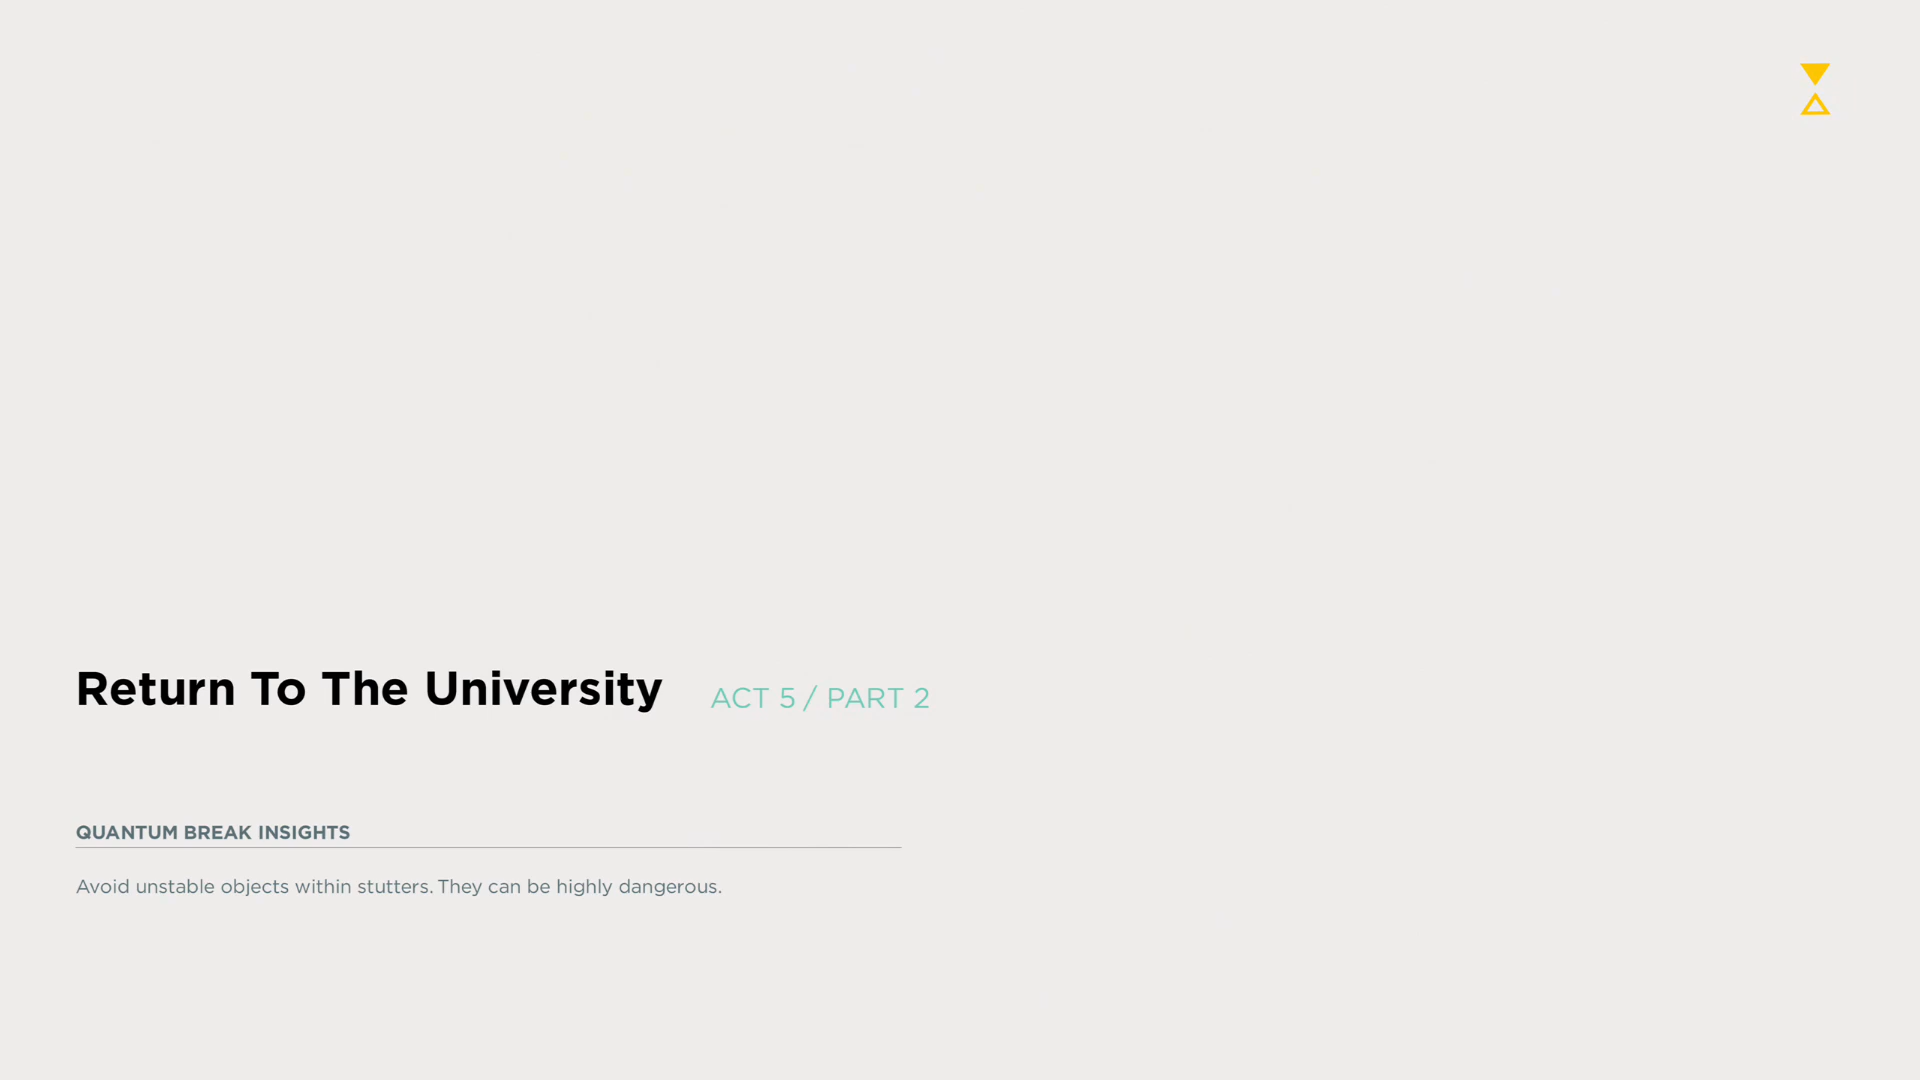 Return To The University ACT 5 / PART 2
QUANTUM BREAK INSIGHTS
Avoid unstable objects within stutters. They can be highly dangerous.